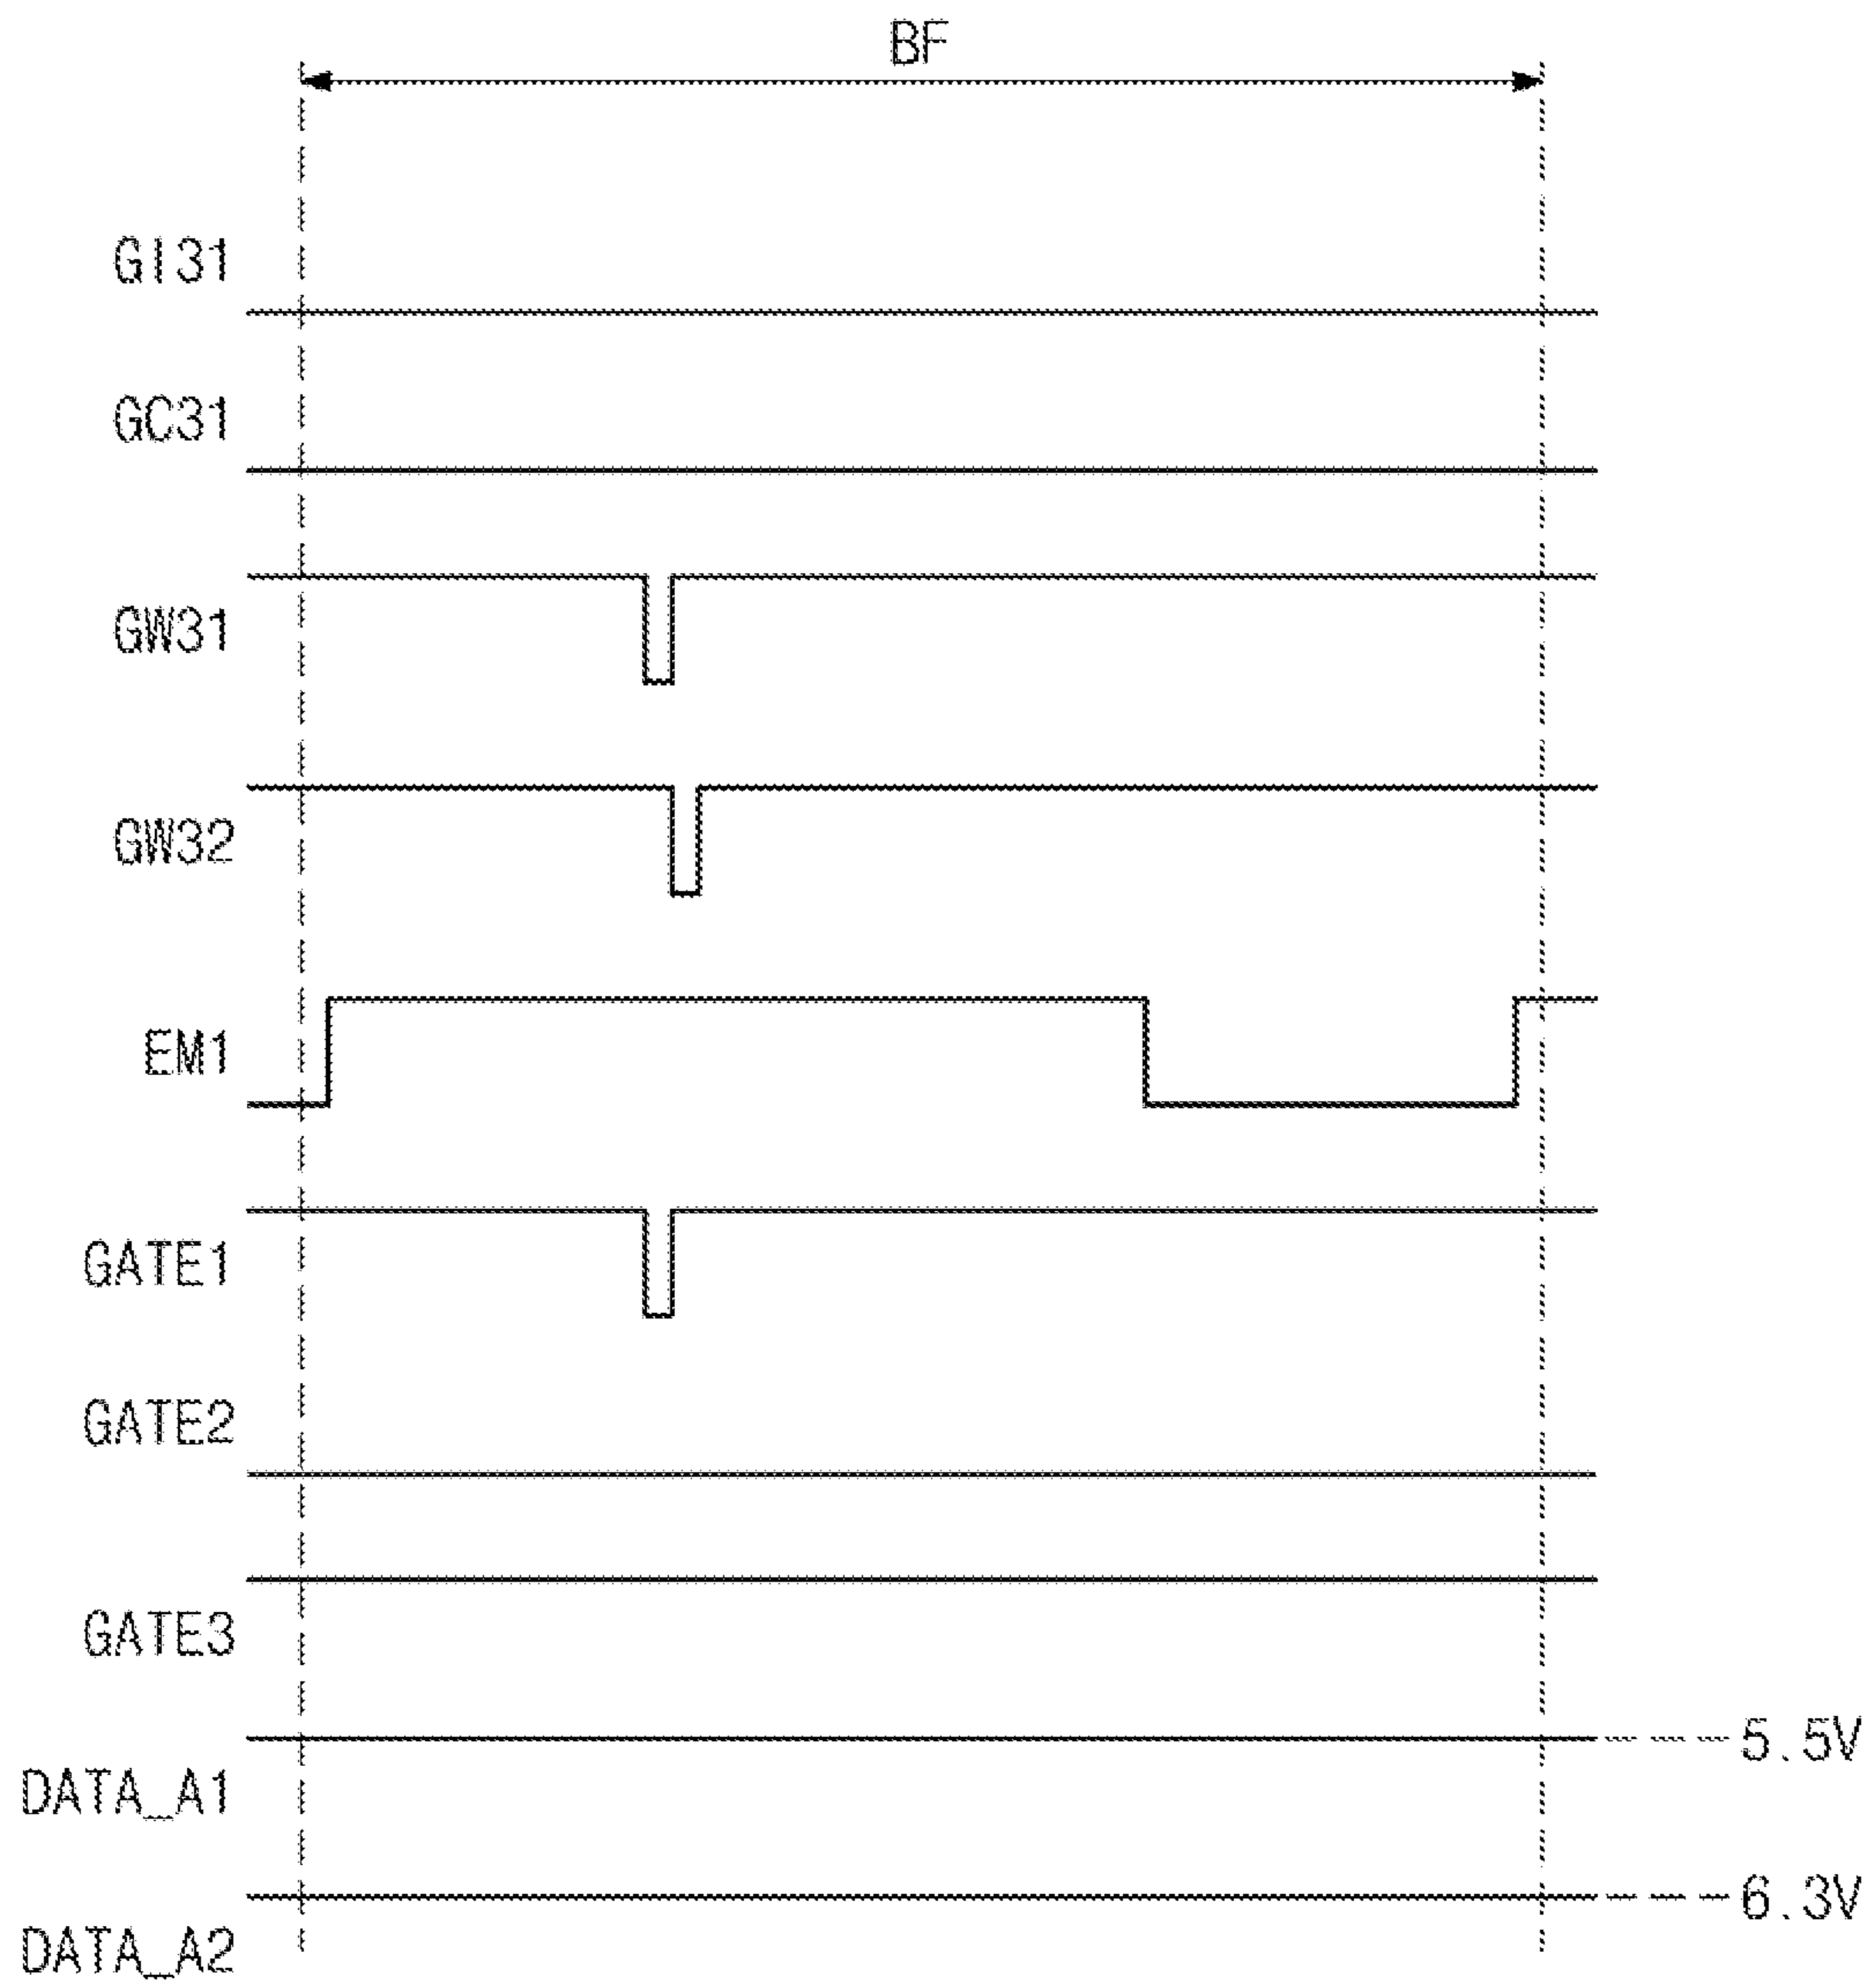 BF
GI31
GC31
GW31
GW32
EM1
GATE1
GATE2
GATE3
5.5V
DATA_A1
6.3V
DATA_A2